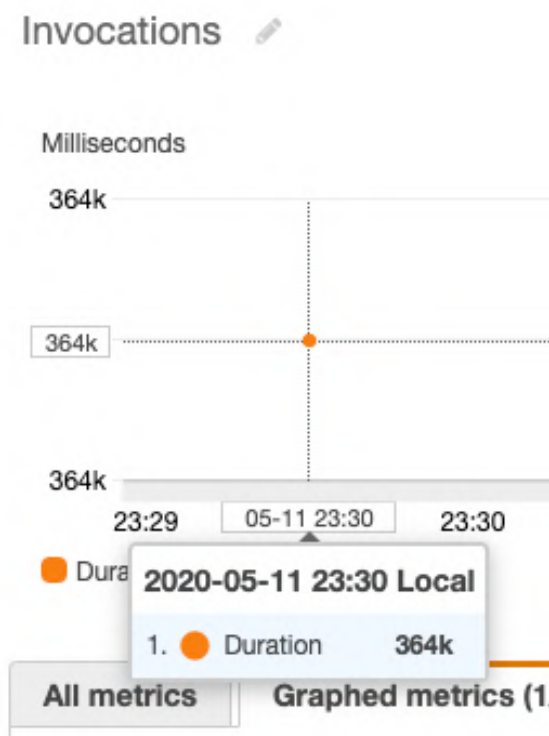 Invocations
Milliseconds
364k
364k
364k
23:29 05-11 23:30 23:30
Dura
2020-05-11 23:30 Local
1. Duration 364k
All metrics Graphed metrics (1